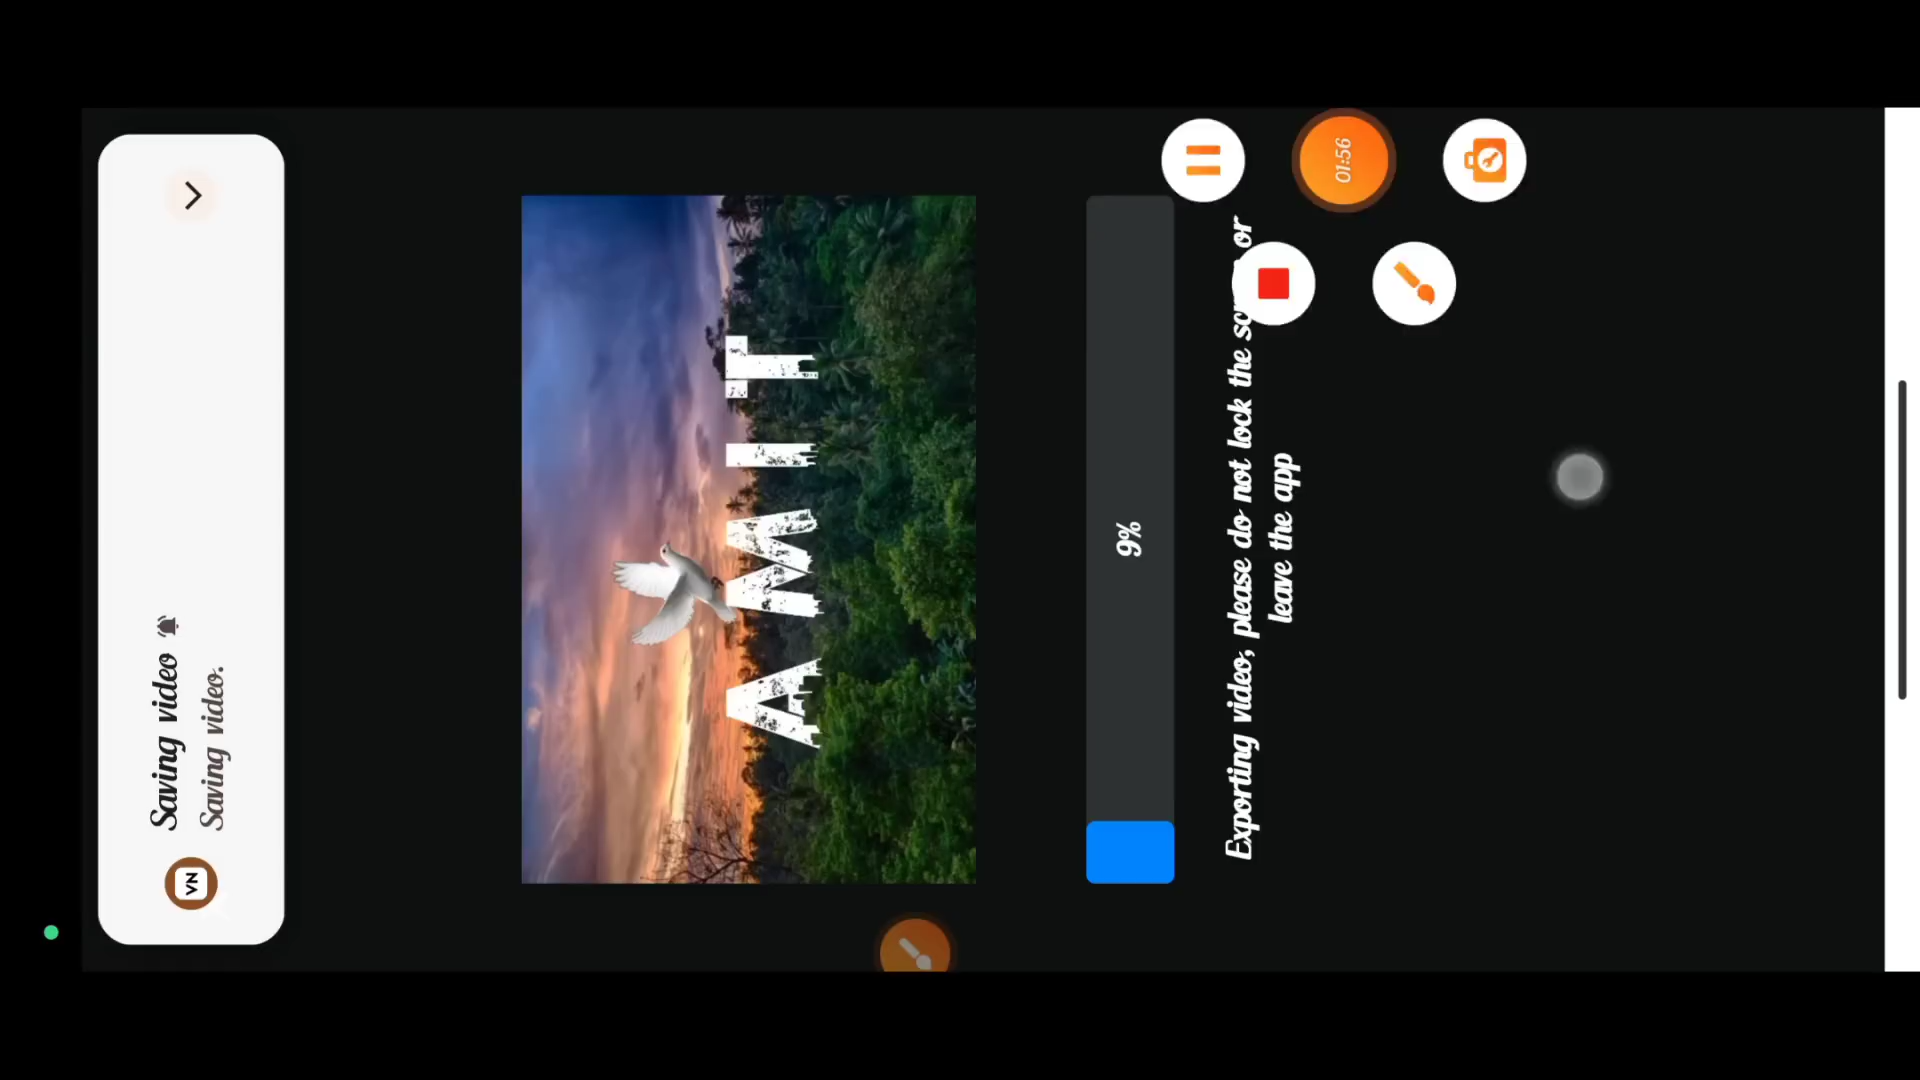 VN
Saving video
Saving video.
AMIT
9%
Exporting video, please do not lock the or
leave the app
01:56